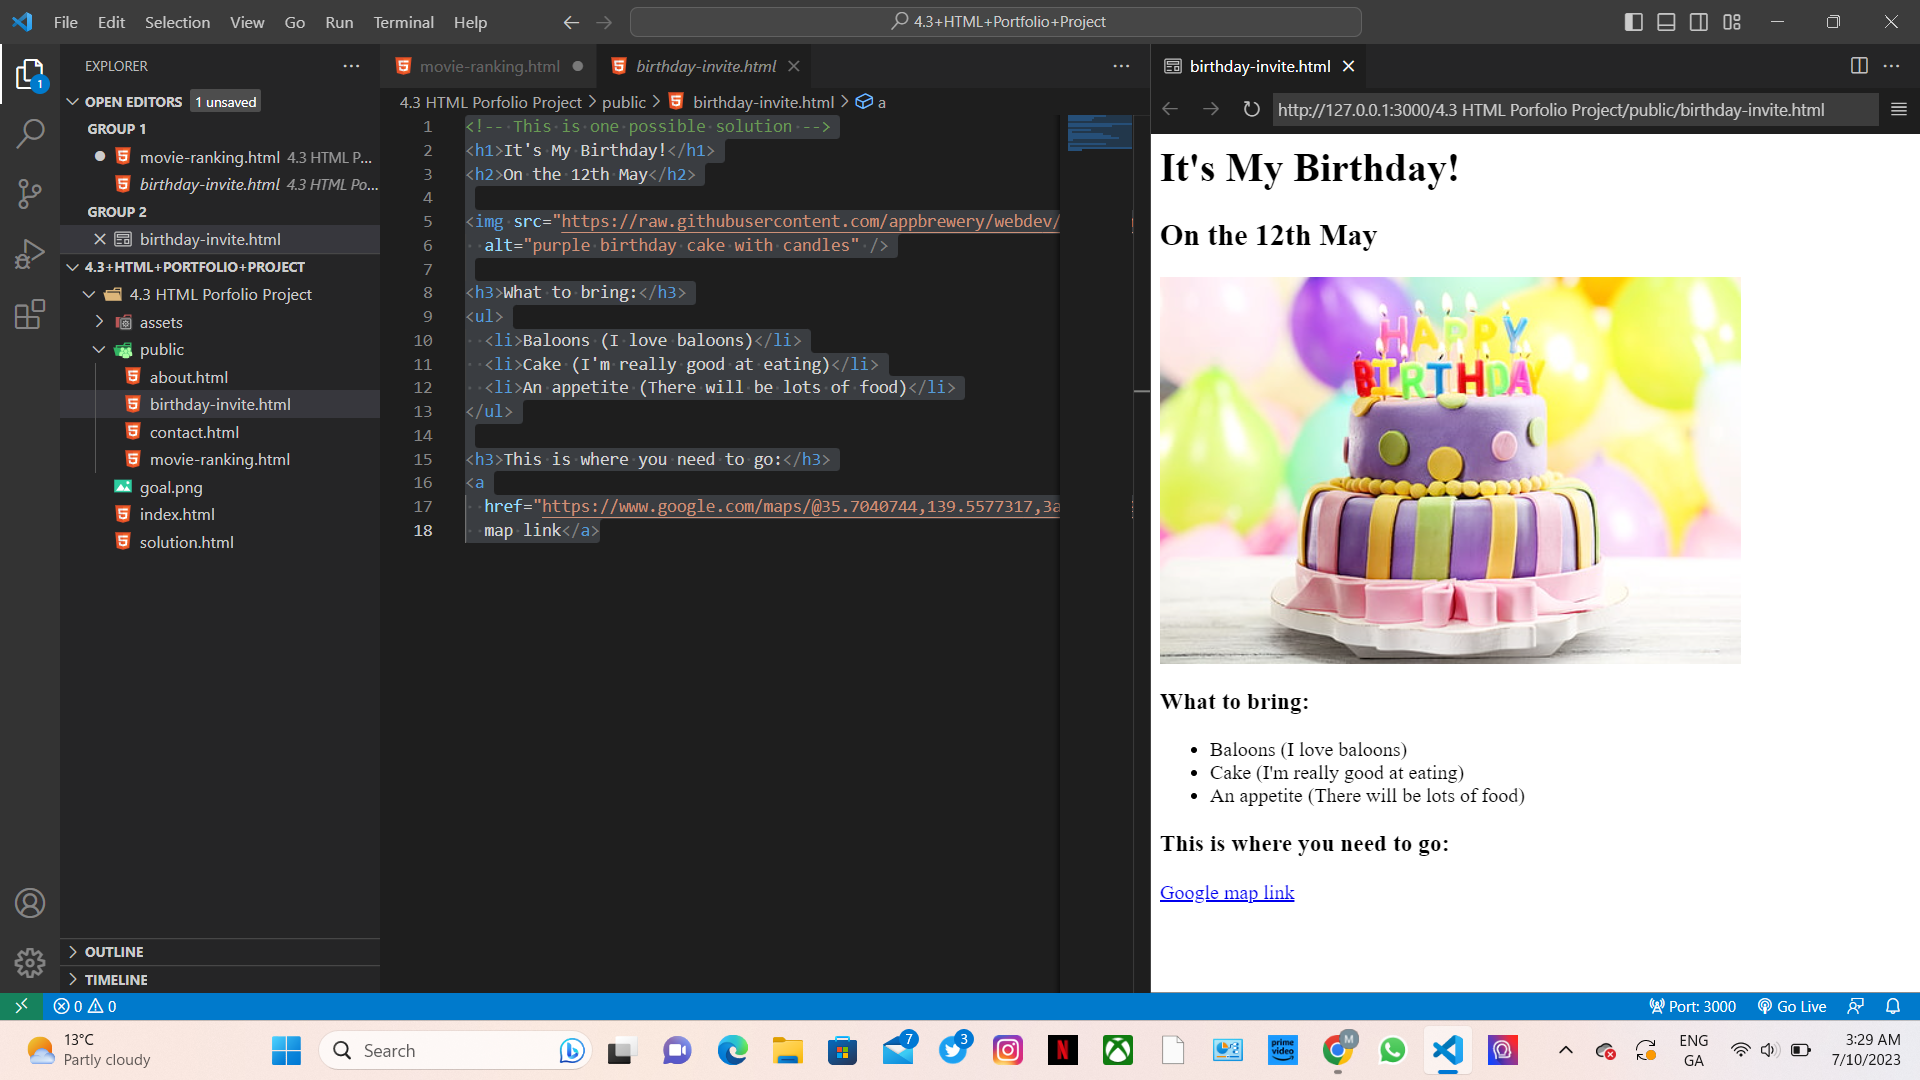 File Edit Selection View Go Run Terminal Help
4.3+HTML+Portfolio+Project
EXPLORER
1
OPEN EDITORS 1 unsaved
GROUP 1
movie-ranking.html 4.3 HTML P...
birthday-invite.html 4.3 HTML Po...
GROUP 2
birthday-invite.html
4.3+HTML+PORTFOLIO+PROJECT
4.3 HTML Porfolio Project
assets
public
about.html
birthday-invite.html
contact.html
movie-ranking.html
goal.png
index.html
solution.html
OUTLINE
TIMELINE
movie-ranking.html
birthday-invite.html
4.3 HTML Porfolio Project > public > birthday-invite.html > a
1 <!-- This is one possible solution -->
2 <h1>It's My Birthday!</h1>
3 <h2>On the 12th May</h2>
4
5 <img src="https://raw.githubusercontent.com/appbrewery/webdev/
6 alt="purple birthday cake with candles" />
7
8 <h3>What to bring:</h3>
9 <ul>
10 <li>Baloons (I love baloons)</li>
11 <li>Cake (I'm really good at eating)</li>
12 <li>An appetite (There will be lots of food)</li>
13 </ul>
14
15 <h3>This is where you need to go:</h3>
16 <a
17 href="https://www.google.com/maps/@35.7040744,139.5577317,3a
18 map link</a>
birthday-invite.html
http://127.0.0.1:3000/4.3 HTML Porfolio Project/public/birthday-invite.html
It's My Birthday!
On the 12th May
HAPPY
BIRTHDAY
What to bring:
• Baloons (I love baloons)
• Cake (I'm really good at eating)
• An appetite (There will be lots of food)
This is where you need to go:
Google map link
0 0
Port: 3000 Go Live
13°C
Partly cloudy
Search
7
3
N
prime video
M
ENG
GA
3:29 AM
7/10/2023